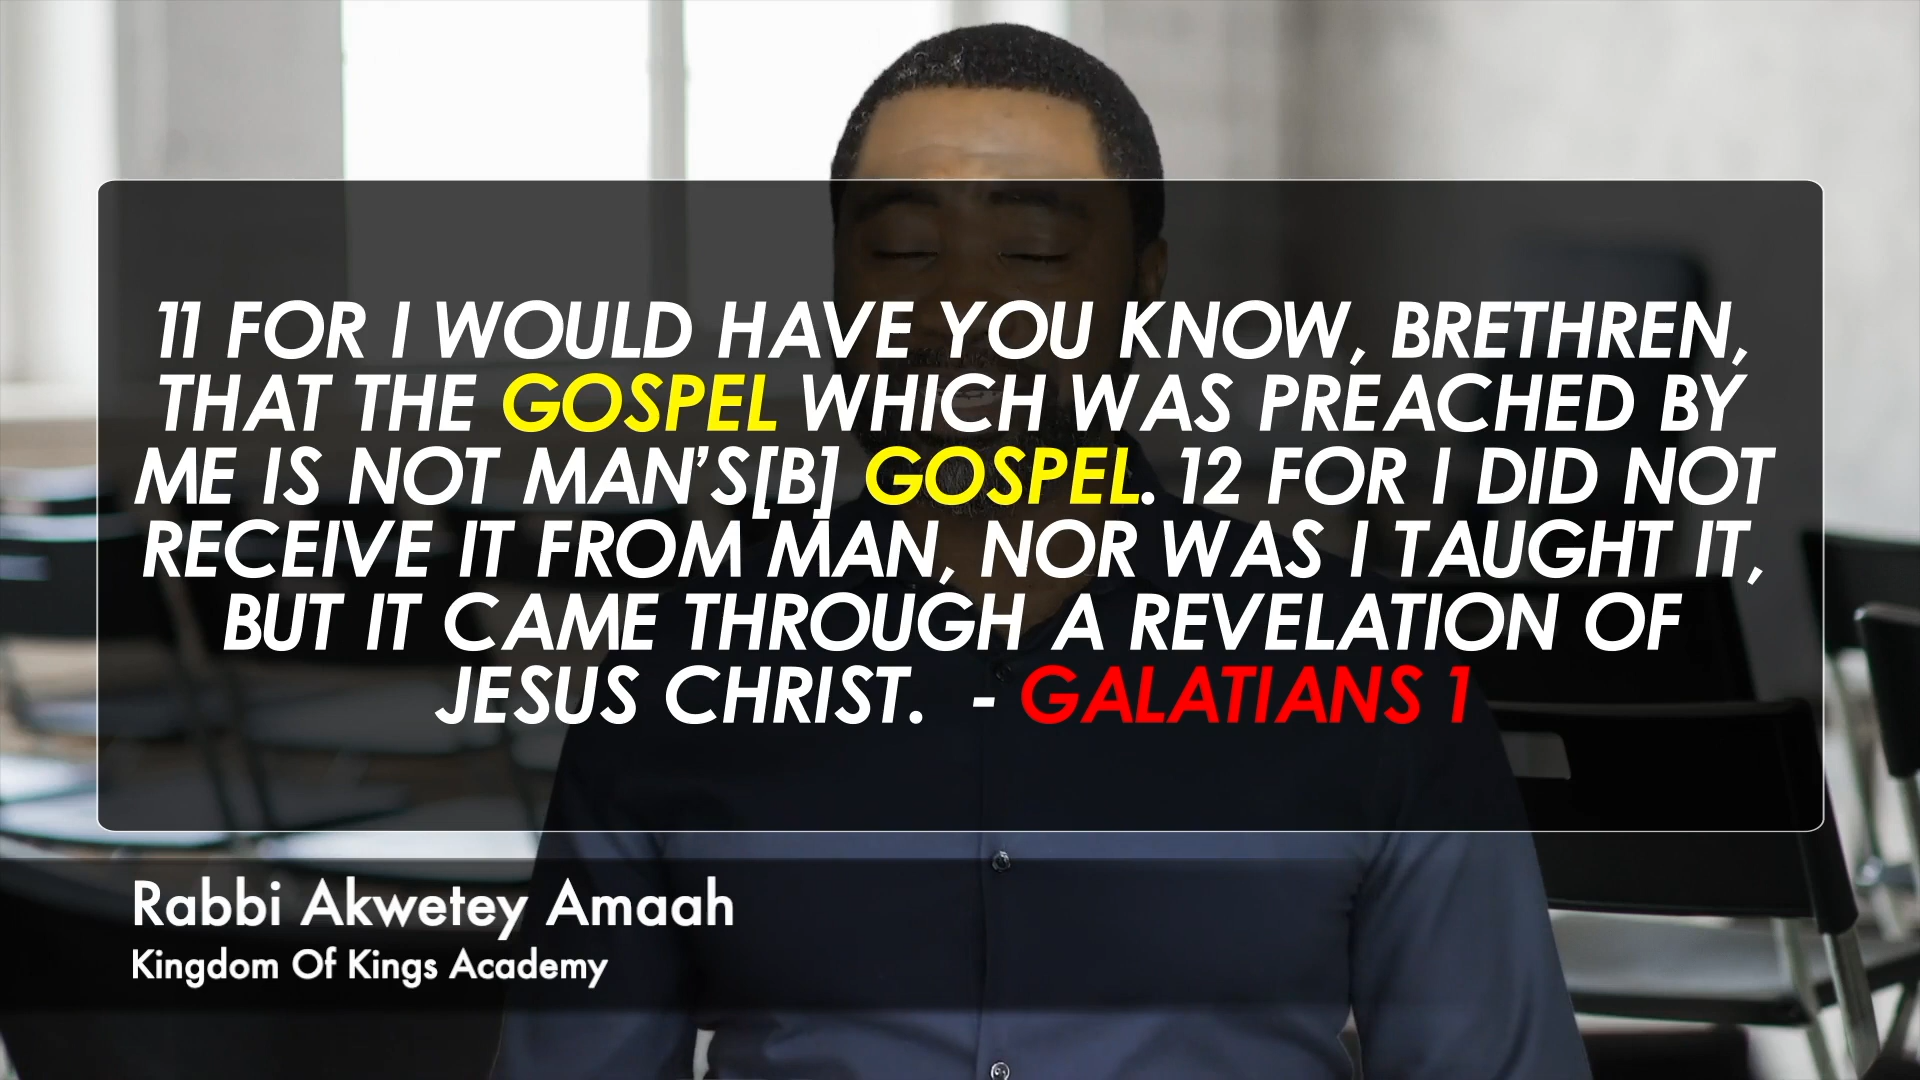 11 FOR I WOULD HAVE YOU KNOW, BRETHREN,
THAT THE GOSPEL WHICH WAS PREACHED BY
ME IS NOT MAN’S[B] GOSPEL. 12 FOR I DID NOT
RECEIVE IT FROM MAN, NOR WAS I TAUGHT IT,
BUT IT CAME THROUGH A REVELATION OF
JESUS CHRIST.  - GALATIANS 1
Rabbi Akwetey Amaah
Kingdom Of Kings Academy